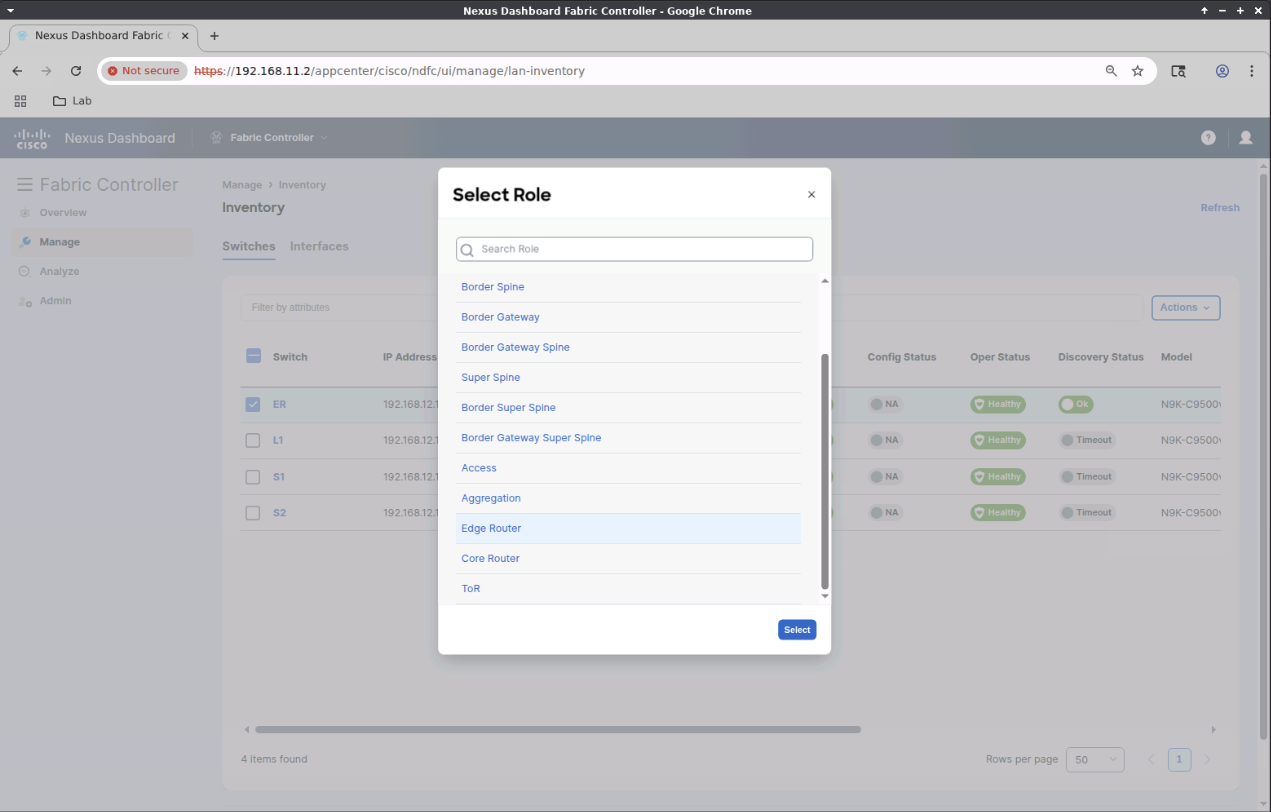 Nexus Dashboard Fabric Controller - Google Chrome
Nexus Dashboard Fabric
Not secure https://192.168.11.2/appcenter/cisco/ndfc/ui/manage/lan-inventory
Lab
CISCO Nexus Dashboard Fabric Controller
Fabric Controller
Overview
Manage
Analyze
Admin
Manage > Inventory
Inventory
Refresh
Switches Interfaces
Filter by attributes
Actions
Switch IP Address Config Status Oper Status Discovery Status Model
ER 192.168.12.1 NA Healthy Ok N9K-C9500v
L1 192.168.12.1 NA Healthy Timeout N9K-C9500v
S1 192.168.12.1 NA Healthy Timeout N9K-C9500v
S2 192.168.12.1 NA Healthy Timeout N9K-C9500v
4 items found
Rows per page 50 1
Select Role
Search Role
Border Spine
Border Gateway
Border Gateway Spine
Super Spine
Border Super Spine
Border Gateway Super Spine
Access
Aggregation
Edge Router
Core Router
ToR
Select